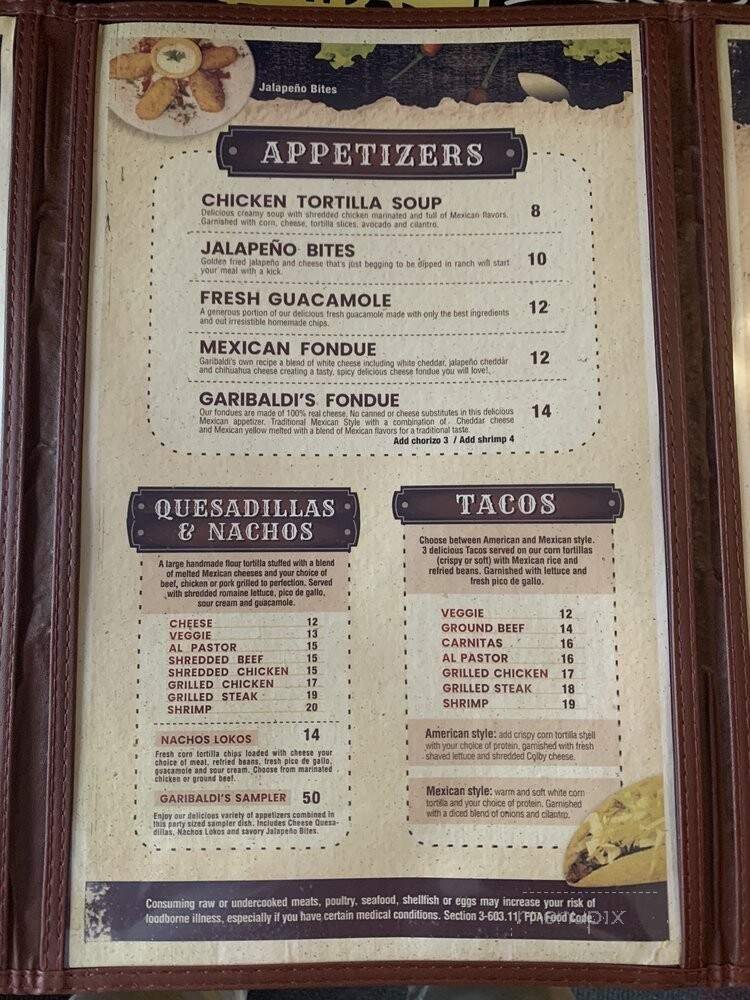 Jalapeño Bites
APPETIZERS
CHICKEN TORTILLA SOUP 8
Delicious creamy soup with shredded chicken marinated and full of Mexican flavors.
Garnished with corn, cheese, tortilla slices, avocado and cilantro.
JALAPEÑO BITES 10
Golden fried jalapeño and cheese that's just begging to be dipped in ranch will start
your meal with a kick.
FRESH GUACAMOLE 12
A generous portion of our delicious fresh guacamole made with only the best ingredients
and out irresistible homemade chips.
MEXICAN FONDUE 12
Garibaldi's own recipe a blend of white cheese including white cheddar, jalapeño cheddar
and chihuahua cheese creating a tasty, spicy delicious cheese fondue you will love!.
GARIBALDI'S FONDUE 14
Our fondues are made of 100% real cheese. No canned or cheese substitutes in this delicious
Mexican appetizer. Traditional Mexican Style with a combination of. Cheddar cheese
and Mexican yellow melted with a blend of Mexican flavors for a traditional taste.
Add chorizo 3 / Add shrimp 4
QUESADILLAS
& NACHOS
A large handmade flour tortilla stuffed with a blend
of melted Mexican cheeses and your choice of
beef, chicken or pork grilled to perfection. Served
with shredded romaine lettuce, pico de gallo,
sour cream and guacamole.
CHEESE 12
VEGGIE 13
AL PASTOR 15
SHREDDED BEEF 15
SHREDDED CHICKEN 15
GRILLED CHICKEN 17
GRILLED STEAK 19
SHRIMP 20
NACHOS LOKOS 14
Fresh corn tortilla chips loaded with cheese your
choice of meat, refried beans, fresh pico de gallo,
guacamole and sour cream. Choose from marinated
chicken or ground beef.
GARIBALDI'S SAMPLER 50
Enjoy our delicious variety of appetizers combined in
this party sized sampler dish. Includes Cheese Quesa-
dillas, Nachos Lokos and savory Jalapeño Bites.
TACOS
Choose between American and Mexican style.
3 delicious Tacos served on our corn tortillas
(crispy or soft) with Mexican rice and
refried beans. Garnished with lettuce and
fresh pico de gallo.
VEGGIE 12
GROUND BEEF 14
CARNITAS 16
AL PASTOR 16
GRILLED CHICKEN 17
GRILLED STEAK 18
SHRIMP 19
American style: add crispy corn tortilla shell
with your choice of protein, garnished with fresh
shaved lettuce and shredded Colby cheese.
Mexican style: warm and soft white corn
tortilla and your choice of protein. Garnished
with a diced blend of onions and cilantro.
Consuming raw or undercooked meats, poultry, seafood, shellfish or eggs may increase your risk of
foodborne illness, especially if you have certain medical conditions. Section 3-603.11, FDA Food Code
menupix